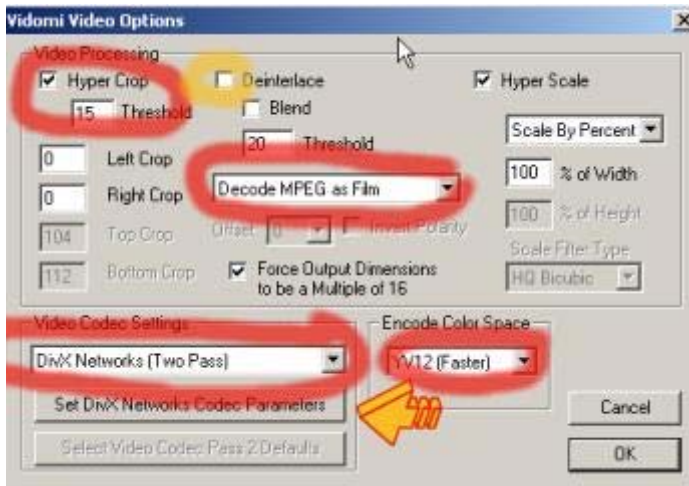 Vidomi Video Options
Video Processing
Hyper Crop
15 Threshold
0 Left Crop
0 Right Crop
104 Top Crop
112 Bottom Crop
Deinterlace
Blend
20 Threshold
Decode MPEG as Film
Offset 0 Invert Polarity
Force Output Dimensions
to be a Multiple of 16
Hyper Scale
Scale By Percent
100 % of Width
100 % of Height
Scale Filter Type
HQ Bicubic
Video Codec Settings
DivX Networks (Two Pass)
Set DivX Networks Codec Parameters
Select Video Codec Pass 2 Defaults
Encode Color Space
YV12 (Faster)
Cancel
OK